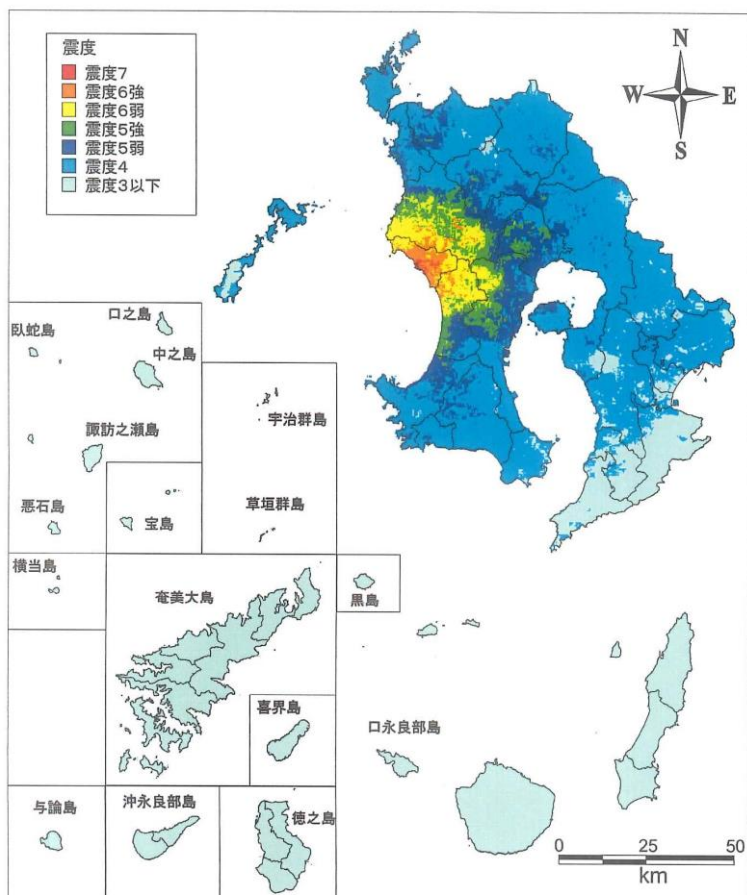 震度
震度7
震度6強
震度6弱
震度5強
震度5弱
震度4
震度3以下
N
W E
S
口之島
臥蛇島
中之島
諏訪之瀬島
悪石島
宝島
宇治群島
草垣群島
横当島
奄美大島
黒島
喜界島
口永良部島
与論島
沖永良部島
徳之島
0 25 50
km